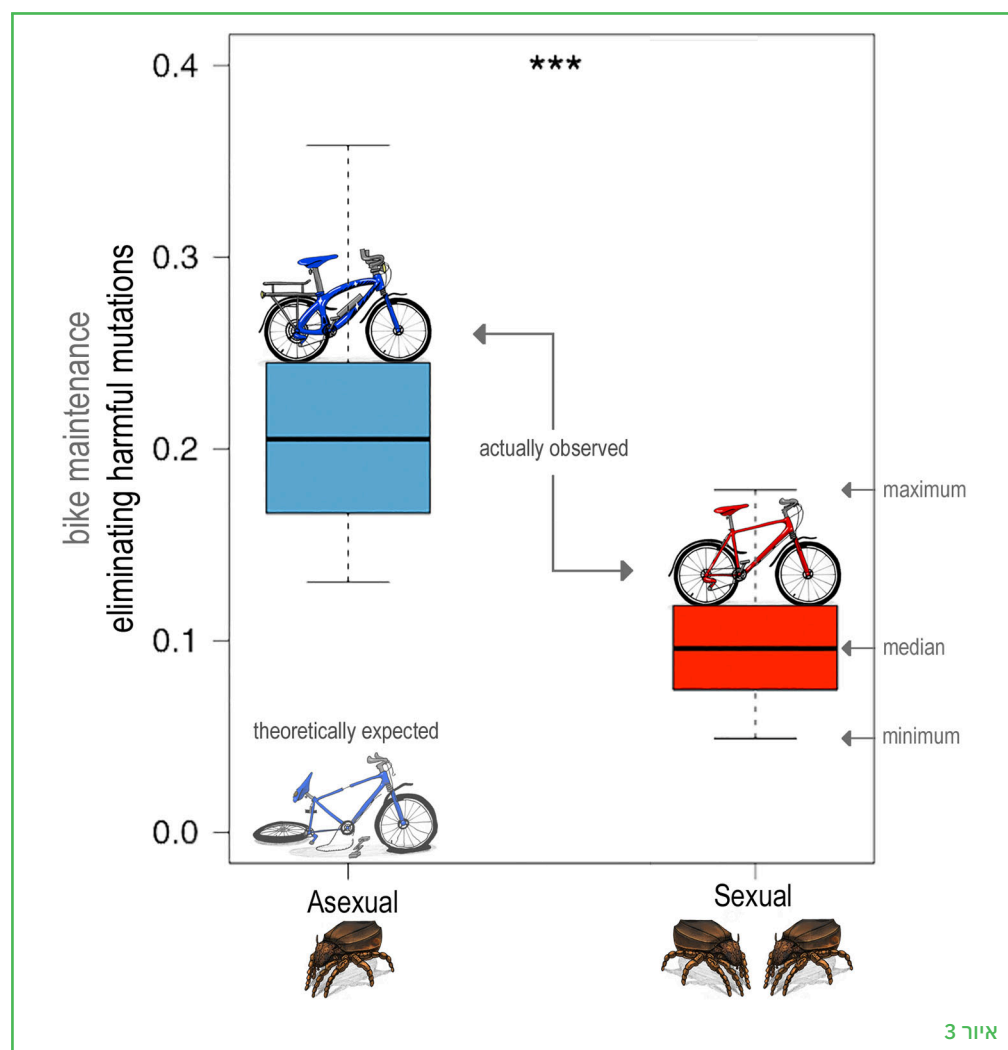 0.4
***
0.3
0.2
0.1
0.0
bike maintenance
eliminating harmful mutations
actually observed
maximum
median
minimum
theoretically expected
Asexual
Sexual
איור 3